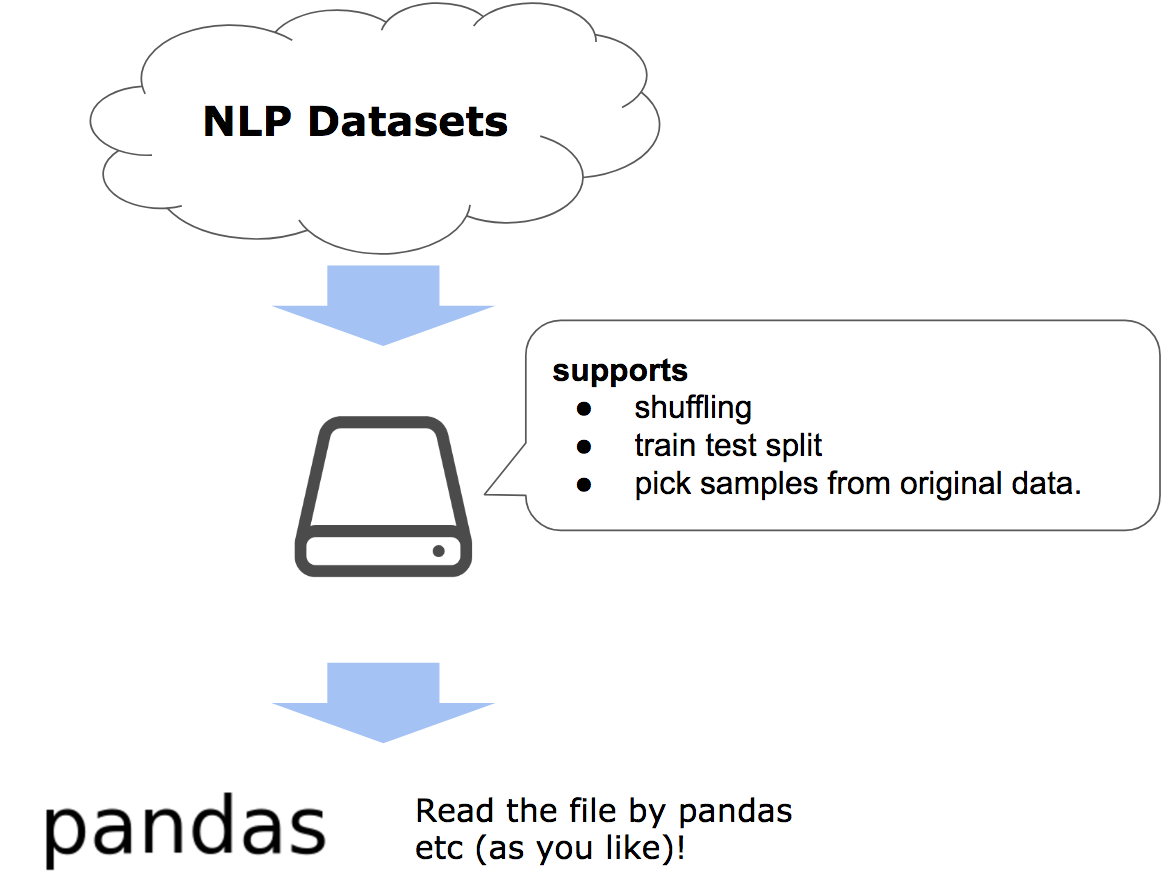 NLP Datasets
supports
● shuffling
● train test split
● pick samples from original data.
pandas
Read the file by pandas
etc (as you like)!